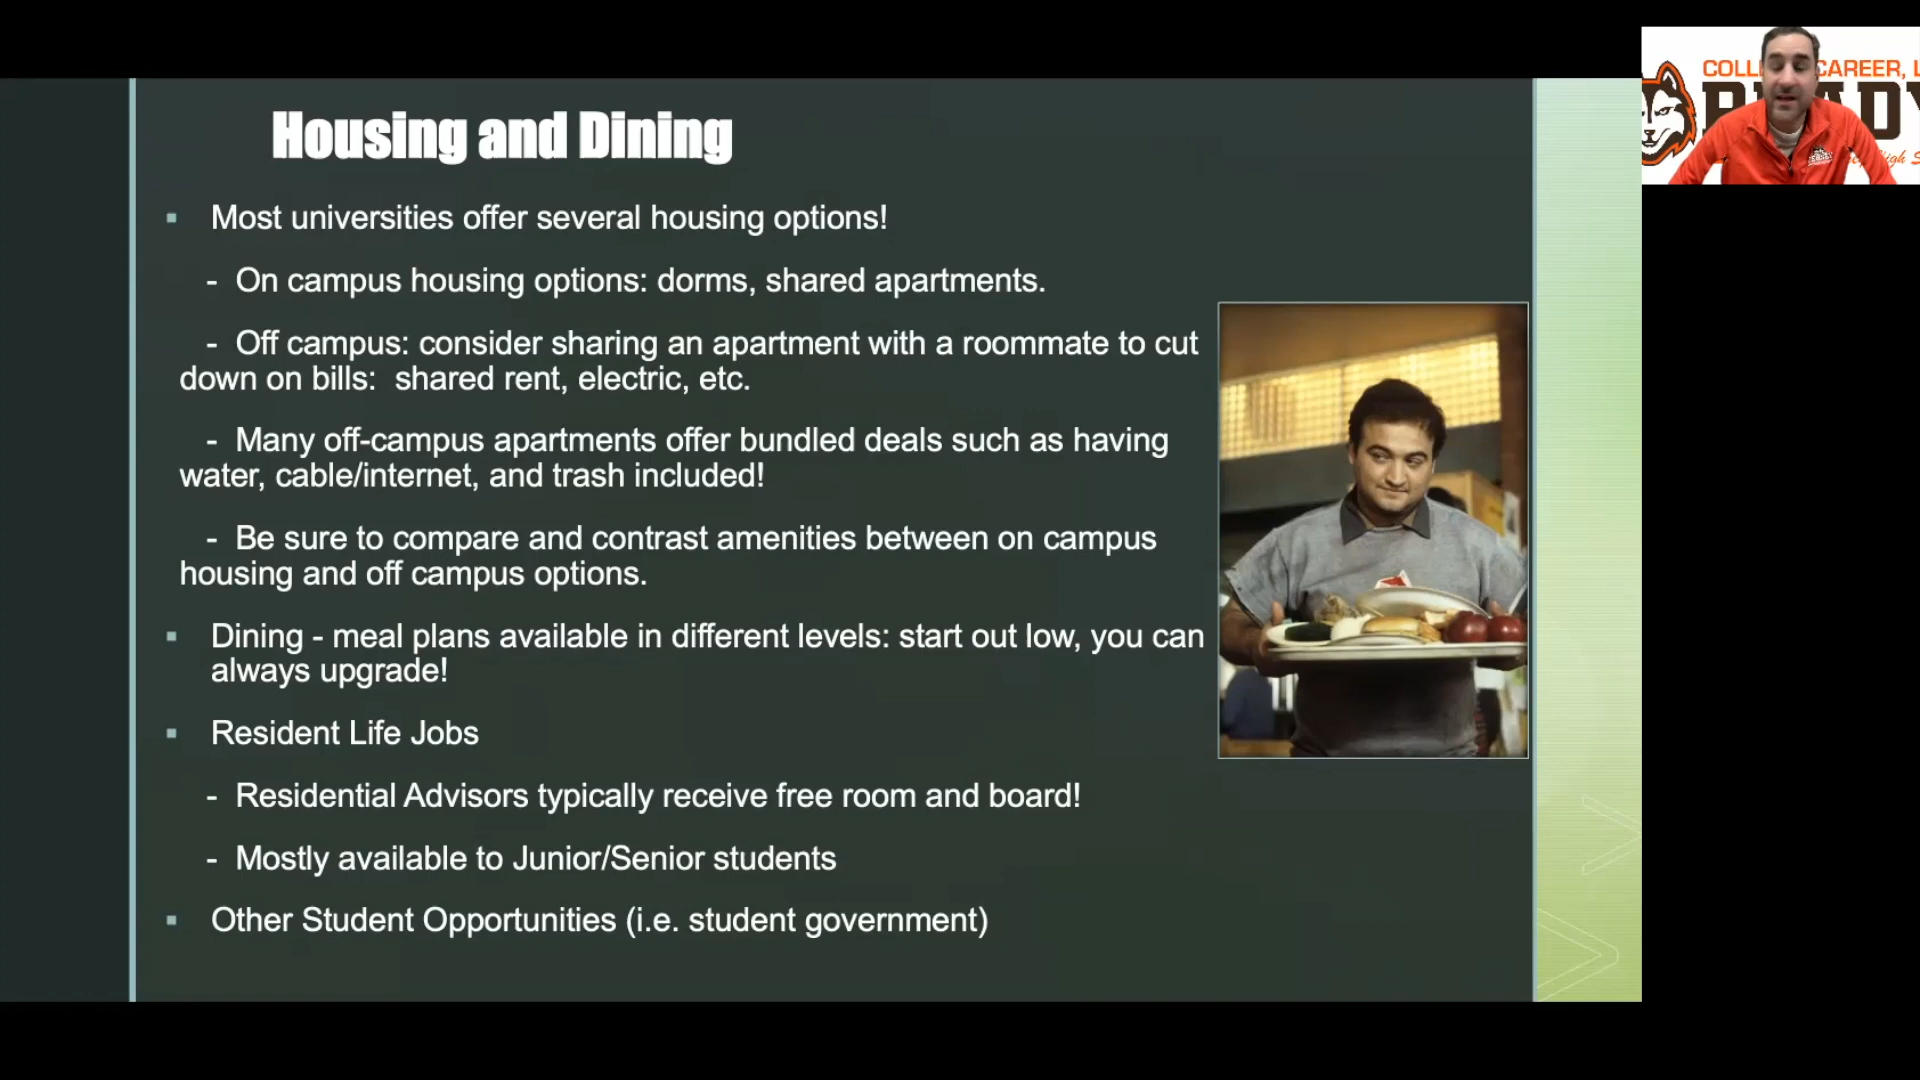 Housing and Dining
▪ Most universities offer several housing options!
- On campus housing options: dorms, shared apartments.
- Off campus: consider sharing an apartment with a roommate to cut
down on bills: shared rent, electric, etc.
- Many off-campus apartments offer bundled deals such as having
water, cable/internet, and trash included!
- Be sure to compare and contrast amenities between on campus
housing and off campus options.
▪ Dining - meal plans available in different levels: start out low, you can
always upgrade!
▪ Resident Life Jobs
- Residential Advisors typically receive free room and board!
- Mostly available to Junior/Senior students
▪ Other Student Opportunities (i.e. student government)
CAREER,